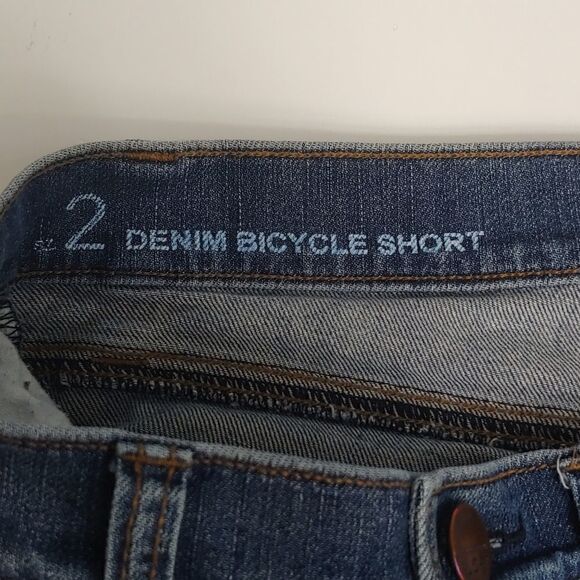 sz. 2 DENIM BICYCLE SHORT